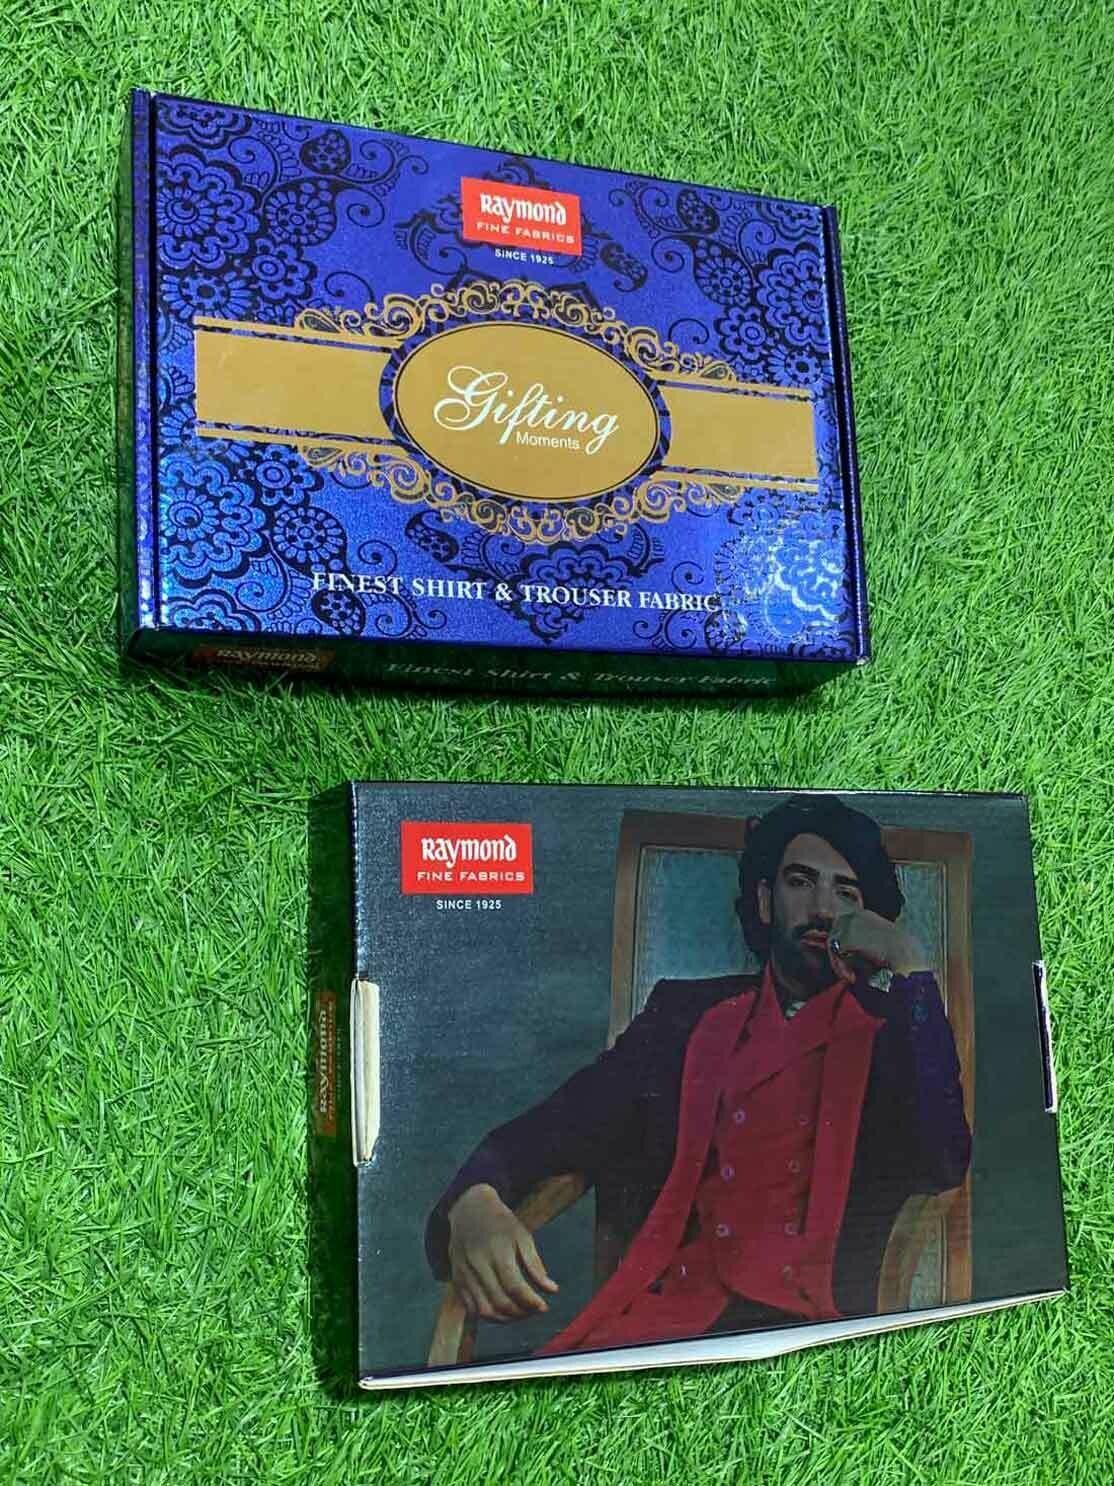 Raymond
FINE FABRICS
SINCE 1925
Gifting
Moments
FINEST SHIRT & TROUSER FABRIC
Raymond
Finest Shirt & Trouser Fabric
Raymond
FINE FABRICS
SINCE 1925
Raymond